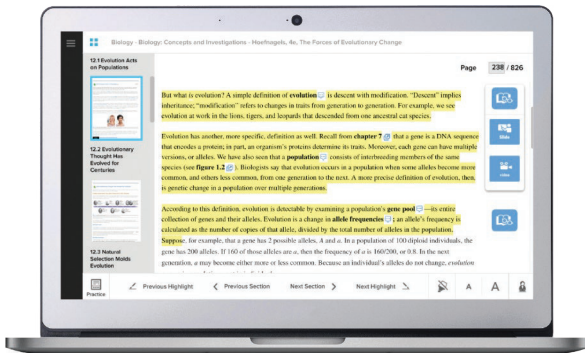 Biology - Biology: Concepts and Investigations - Hoefnagels, 4e, The Forces of Evolutionary Change
Page 238 / 826
12.1 Evolution Acts
on Populations
12.2 Evolutionary
Thought Has
Evolved for
Centuries
12.3 Natural
Selection Molds
Evolution
But what is evolution? A simple definition of evolution is descent with modification. "Descent" implies
inheritance; "modification" refers to changes in traits from generation to generation. For example, we see
evolution at work in the lions, tigers, and leopards that descended from one ancestral cat species.
Evolution has another, more specific, definition as well. Recall from chapter 7 that a gene is a DNA sequence
that encodes a protein; in part, an organism's proteins determine its traits. Moreover, each gene can have multiple
versions, or alleles. We have also seen that a population consists of interbreeding members of the same
species (see figure 1.2). Biologists say that evolution occurs in a population when some alleles become more
common, and others less common, from one generation to the next. A more precise definition of evolution, then,
is genetic change in a population over multiple generations.
According to this definition, evolution is detectable by examining a population's gene pool —its entire
collection of genes and their alleles. Evolution is a change in allele frequencies ; an allele's frequency is
calculated as the number of copies of that allele, divided by the total number of alleles in the population.
Suppose, for example, that a gene has 2 possible alleles, A and a. In a population of 100 diploid individuals, the
gene has 200 alleles. If 160 of those alleles are a, then the frequency of a is 160/200, or 0.8. In the next
generation, a may become either more or less common. Because an individual's alleles do not change, evolution
Slide
video
Practice
Previous Highlight
Previous Section
Next Section
Next Highlight
A
A